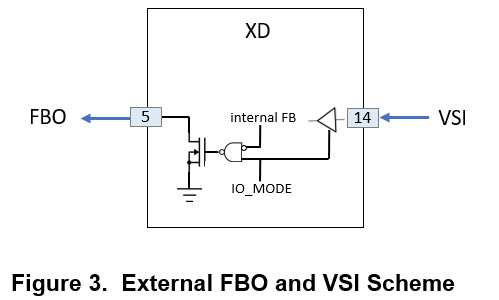 XD
FBO
5
internal FB
14
VSI
IO_MODE
Figure 3.  External FBO and VSI Scheme